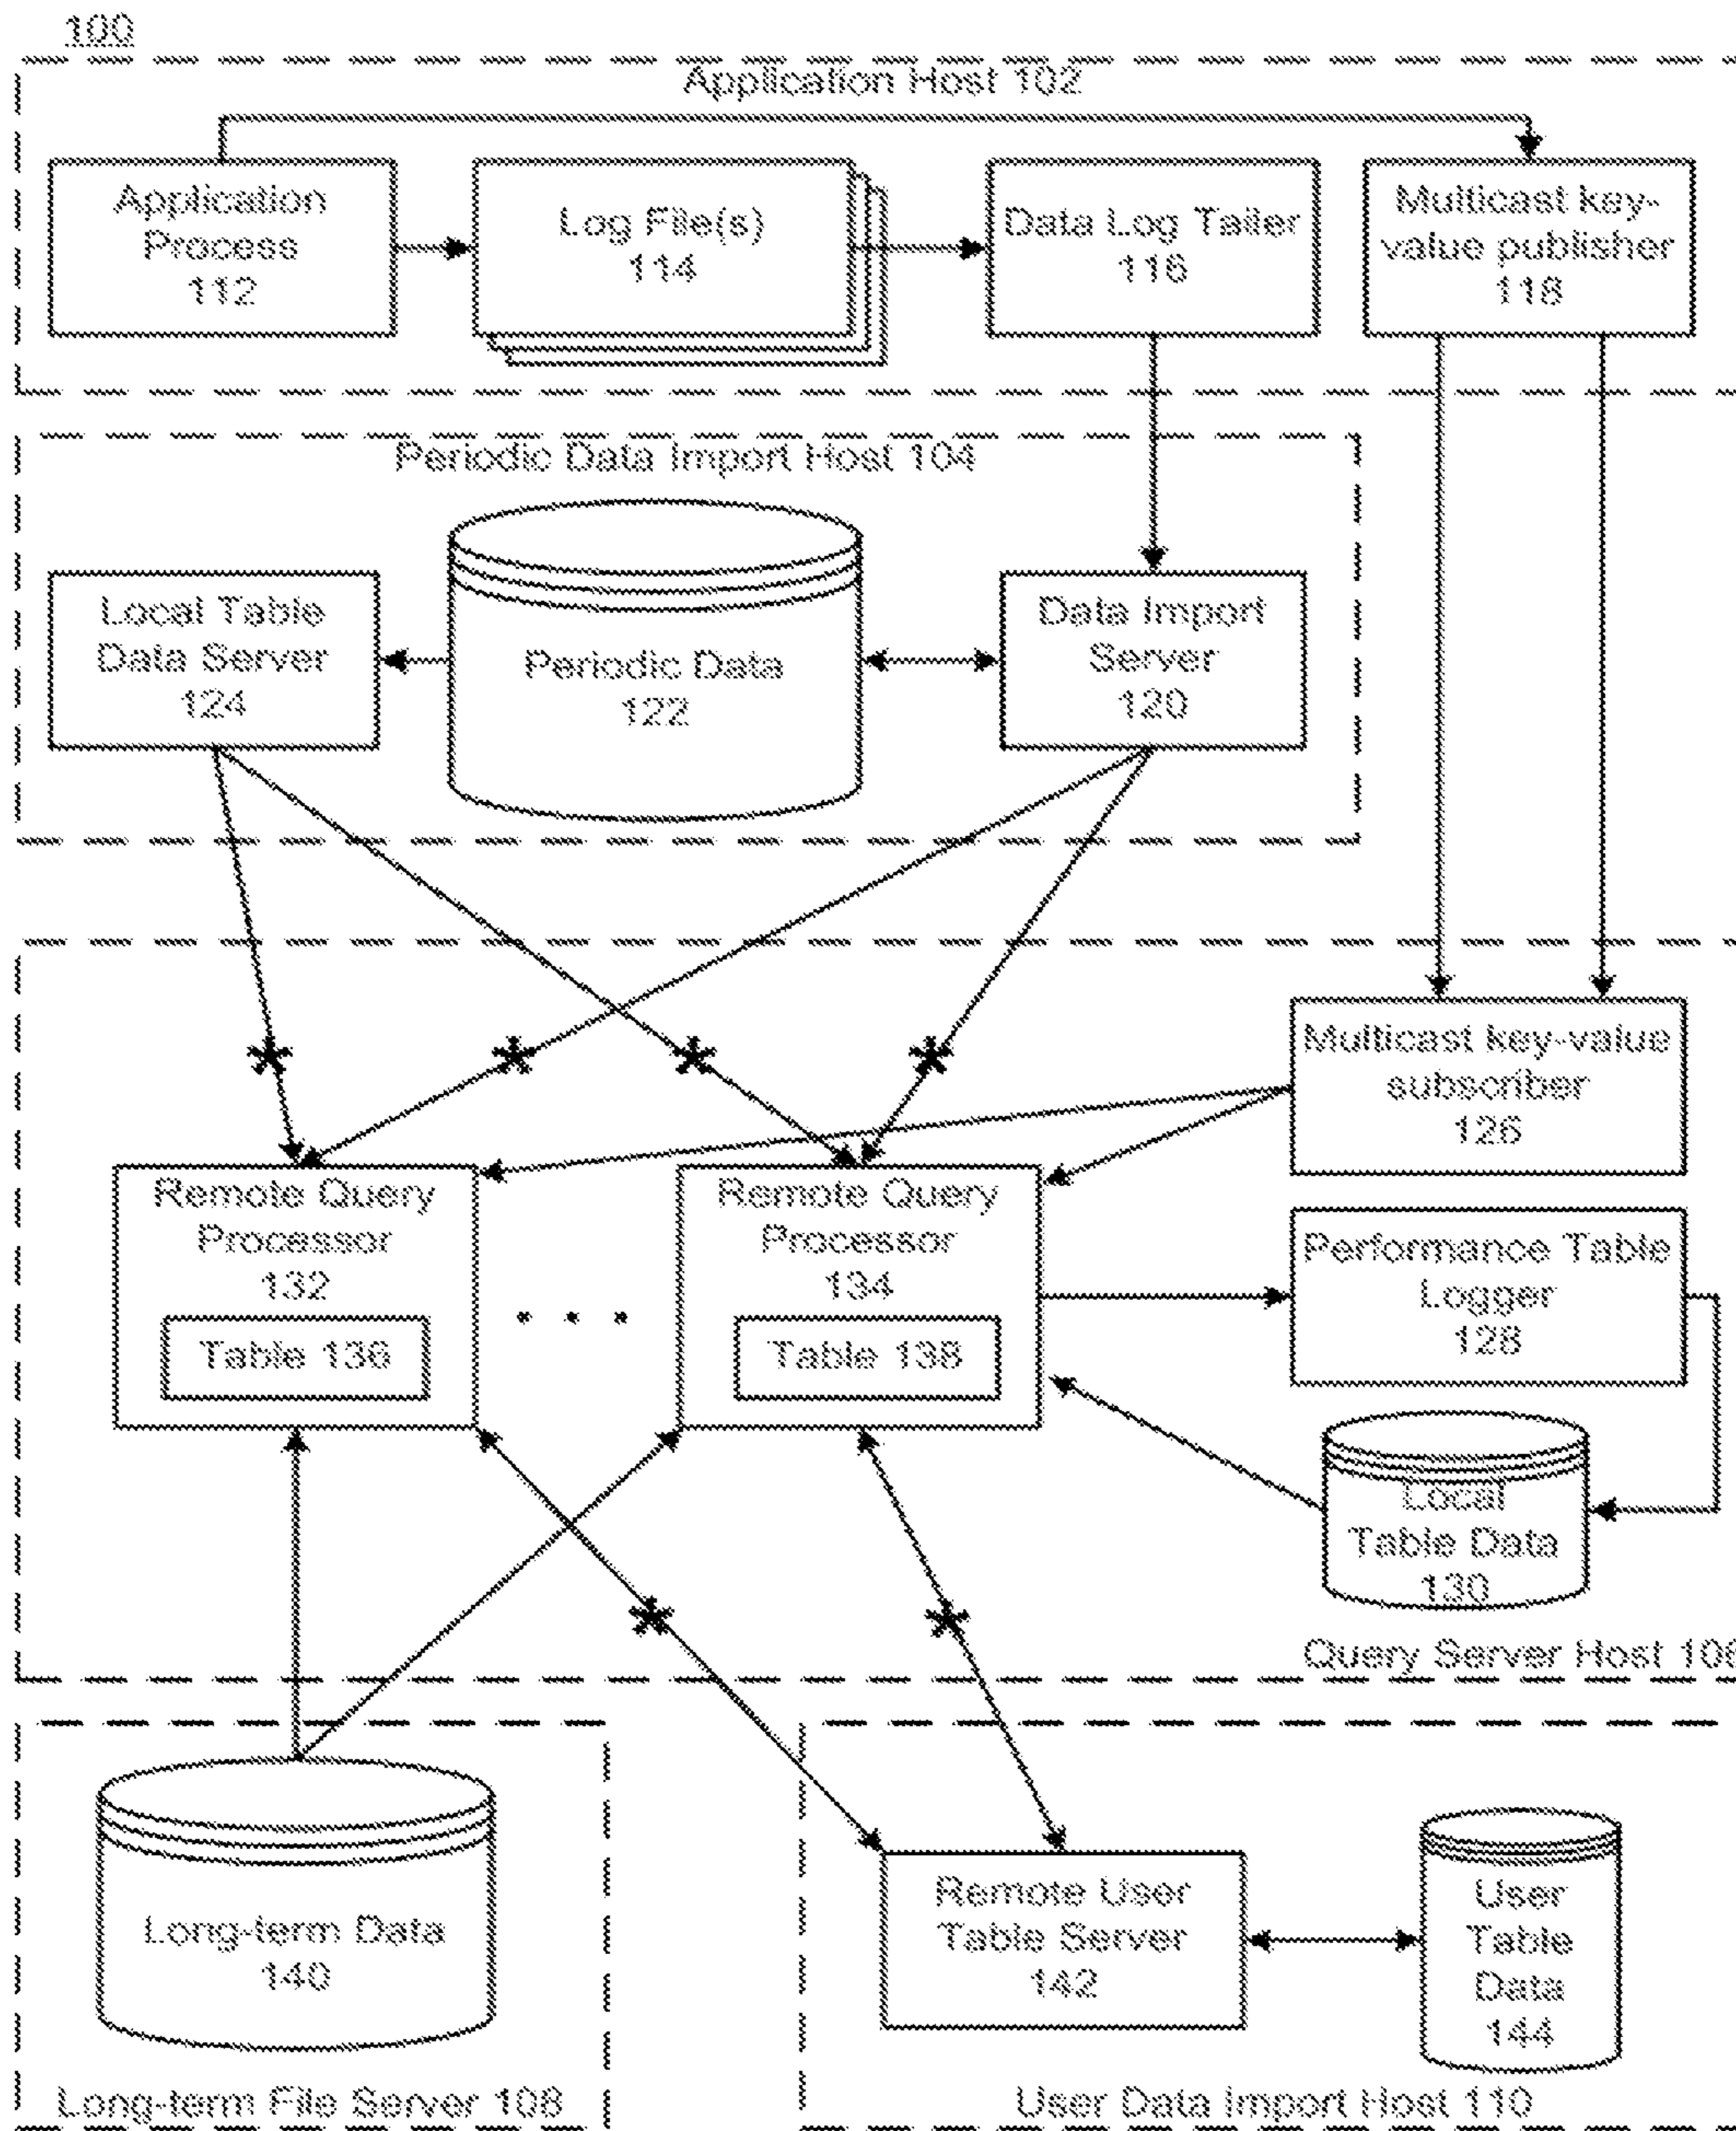 100
Application Host 102
Application
Process
112
Log File(s)
114
Data Log Tailer
116
Multicast key-
value publisher
118
Periodic Data Import Host 104
Local Table
Data Server
124
Periodic Data
122
Data Import
Server
120
Multicast key-value
subscriber
126
Remote Query
Processor
132
Table 136
Remote Query
Processor
134
Table 138
Performance Table
Logger
128
Local
Table Data
130
Query Server Host 106
Long-term Data
140
Long-term File Server 108
Remote User
Table Server
142
User
Table
Data
144
User Data Import Host 110